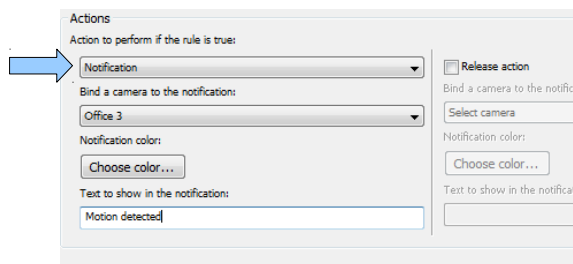 Actions
Action to perform if the rule is true:
Notification
Release action
Bind a camera to the notification:
Bind a camera to the notific
Office 3
Select camera
Notification color:
Notification color:
Choose color...
Choose color...
Text to show in the notification:
Text to show in the notifica
Motion detected